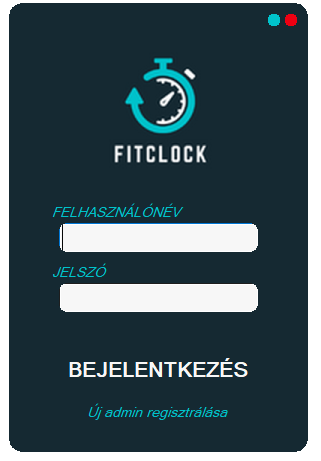 FITCLOCK
FELHASZNÁLÓNÉV
JELSZÓ
BEJELENTKEZÉS
Új admin regisztrálása